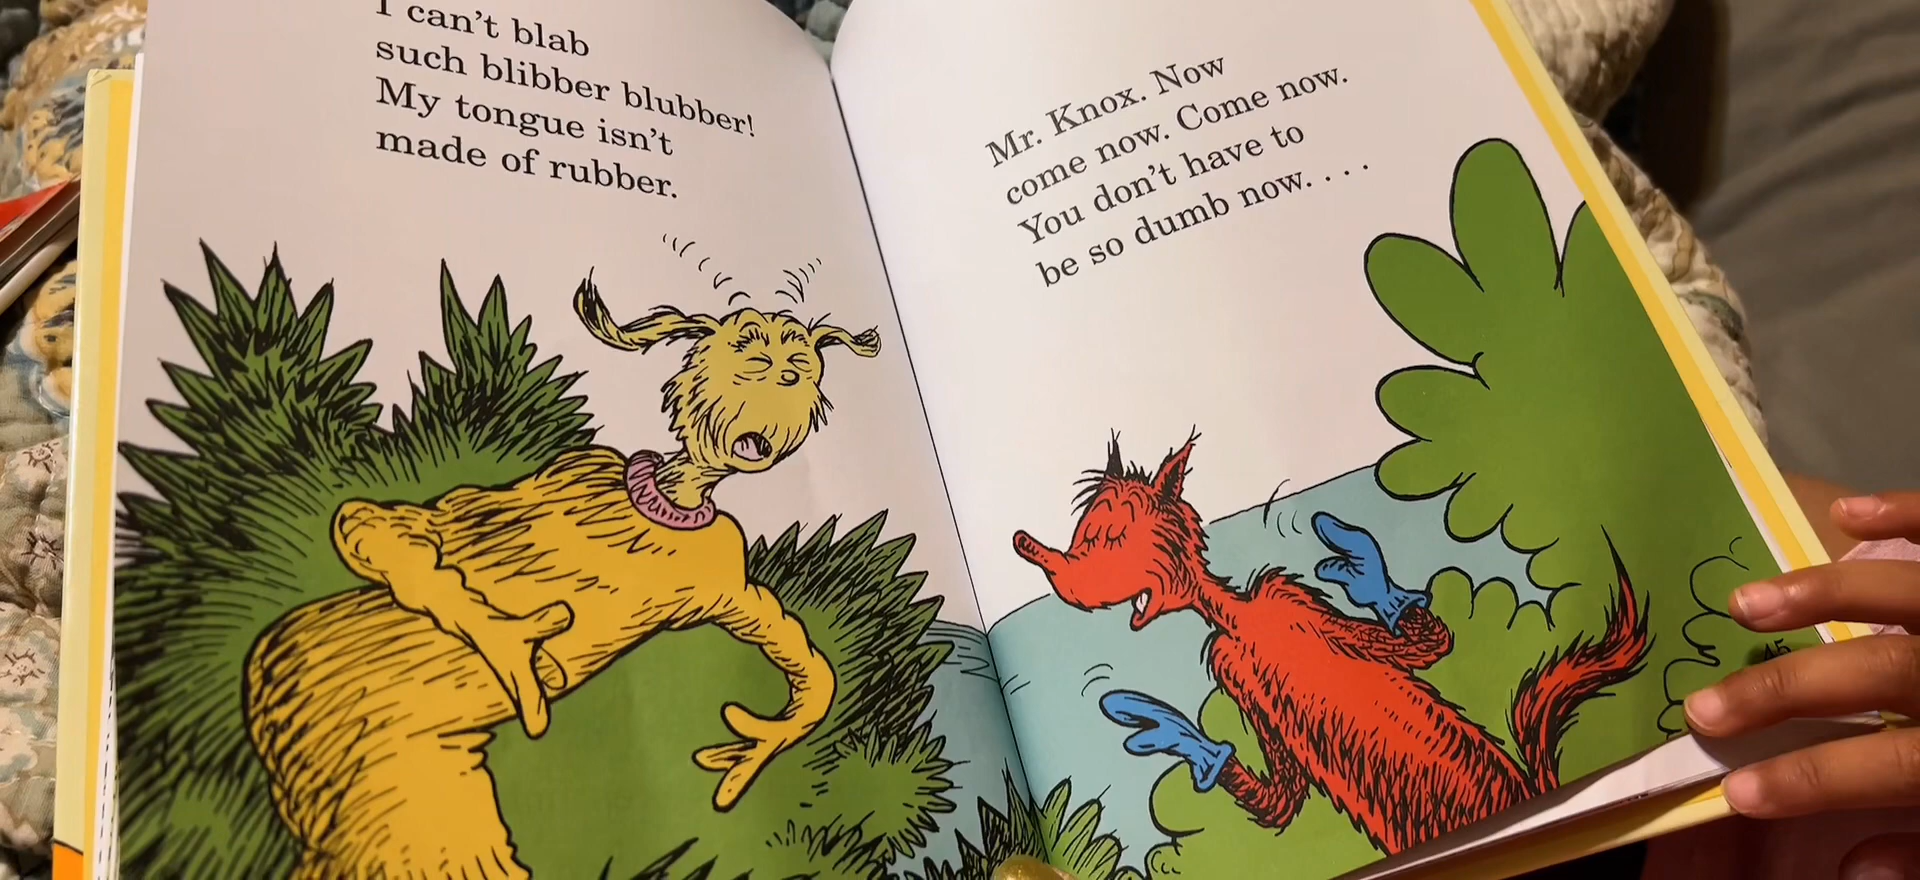 I can't blab
such blibber blubber!
My tongue isn't
made of rubber.
Mr. Knox. Now
come now. Come now.
You don't have to
be so dumb now. . . .
45